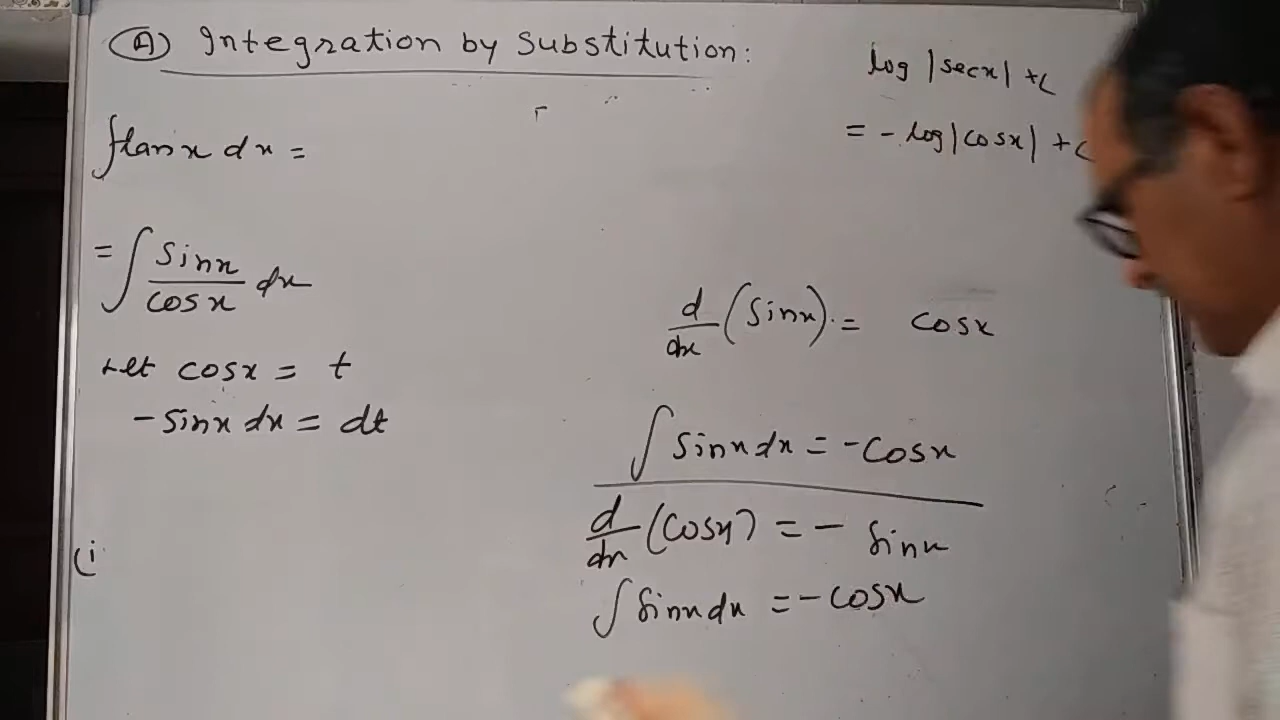 (A) Integration by Substitution:
∫tanx dx =
= ∫ sinx/cosx dx
Let cosx = t
-sinx dx = dt
(i
log |secx| +c
= - log|cosx| +c
d/dx (sinx) = cosx
∫ sinx dx = -cosx
d/dx (cosx) = - sinx
∫ sinx dx = -cosx